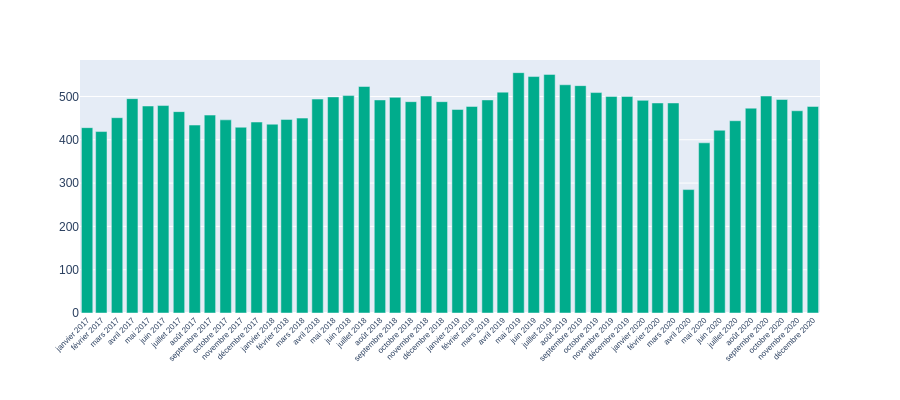 500
400
300
200
100
0
janvier 2017
février 2017
mars 2017
avril 2017
mai 2017
juin 2017
juillet 2017
août 2017
septembre 2017
octobre 2017
novembre 2017
décembre 2017
janvier 2018
février 2018
mars 2018
avril 2018
mai 2018
juin 2018
juillet 2018
août 2018
septembre 2018
octobre 2018
novembre 2018
décembre 2018
janvier 2019
février 2019
mars 2019
avril 2019
mai 2019
juin 2019
juillet 2019
août 2019
septembre 2019
octobre 2019
novembre 2019
décembre 2019
janvier 2020
février 2020
mars 2020
avril 2020
mai 2020
juin 2020
juillet 2020
août 2020
septembre 2020
octobre 2020
novembre 2020
décembre 2020